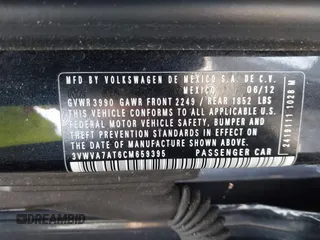 MFD BY VOLKSWAGEN DE MEXICO S.A. DE C.V.
MEXICO 06/12
GVWR 3990 GAWR FRONT 2249 / REAR 1852 LBS
THIS VEHICLE CONFORMS TO ALL APPLICABLE U.S.
FEDERAL MOTOR VEHICLE SAFETY, BUMPER AND
THEFT PREVENTION STANDARDS IN EFFECT ON THE
DATE OF MANUFACTURE SHOWN ABOVE.
3VWVA7AT6CM659395 PASSENGER CAR
2419111 1028 M
DREAMBID